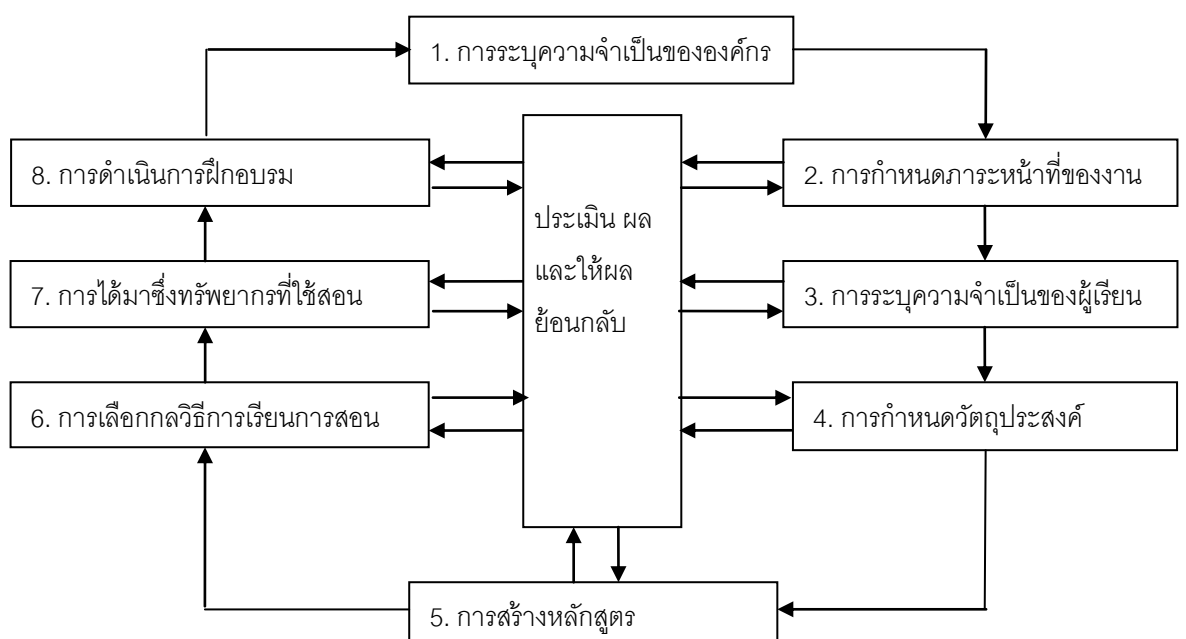 1. การระบุความจำเป็นขององค์กร
8. การดำเนินการฝึกอบรม
2. การกำหนดภาระหน้าที่ของงาน
ประเมิน ผล
และให้ผล
ย้อนกลับ
7. การได้มาซึ่งทรัพยากรที่ใช้สอน
3. การระบุความจำเป็นของผู้เรียน
6. การเลือกกลวิธีการเรียนการสอน
4. การกำหนดวัตถุประสงค์
5. การสร้างหลักสูตร